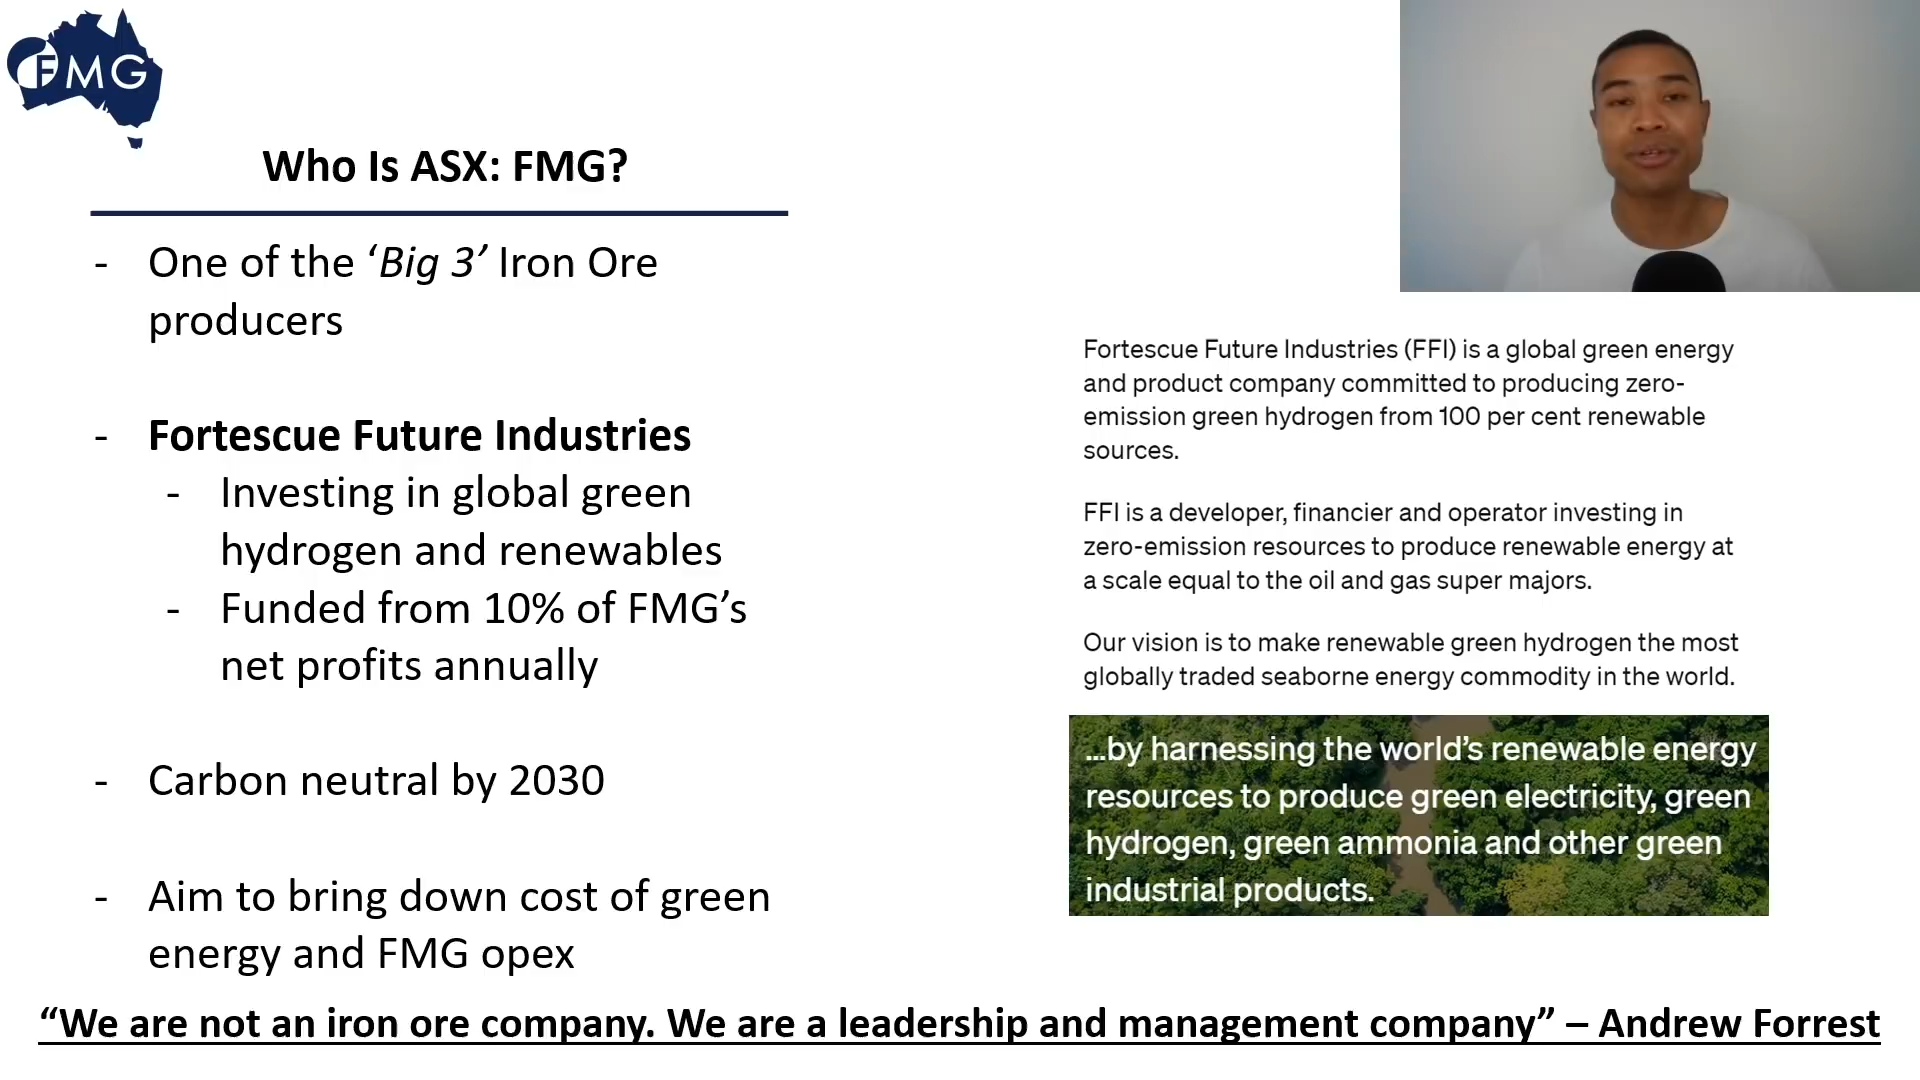 FMG
Who Is ASX: FMG?
- One of the ‘Big 3’ Iron Ore
producers
- Fortescue Future Industries
- Investing in global green
hydrogen and renewables
- Funded from 10% of FMG’s
net profits annually
- Carbon neutral by 2030
- Aim to bring down cost of green
energy and FMG opex
Fortescue Future Industries (FFI) is a global green energy
and product company committed to producing zero-
emission green hydrogen from 100 per cent renewable
sources.
FFI is a developer, financier and operator investing in
zero-emission resources to produce renewable energy at
a scale equal to the oil and gas super majors.
Our vision is to make renewable green hydrogen the most
globally traded seaborne energy commodity in the world.
...by harnessing the world’s renewable energy
resources to produce green electricity, green
hydrogen, green ammonia and other green
industrial products.
“We are not an iron ore company. We are a leadership and management company” – Andrew Forrest